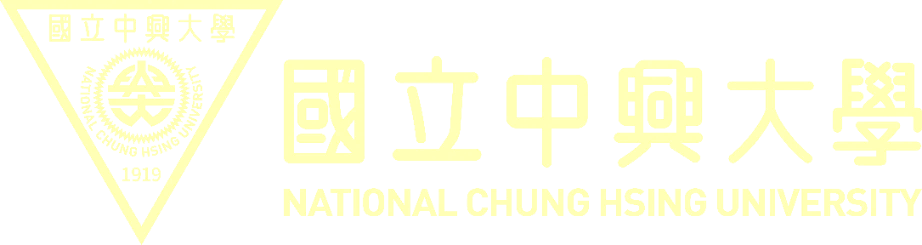 國立中興大學
NATIONAL CHUNG HSING UNIVERSITY
1919
國立中興大學
NATIONAL CHUNG HSING UNIVERSITY